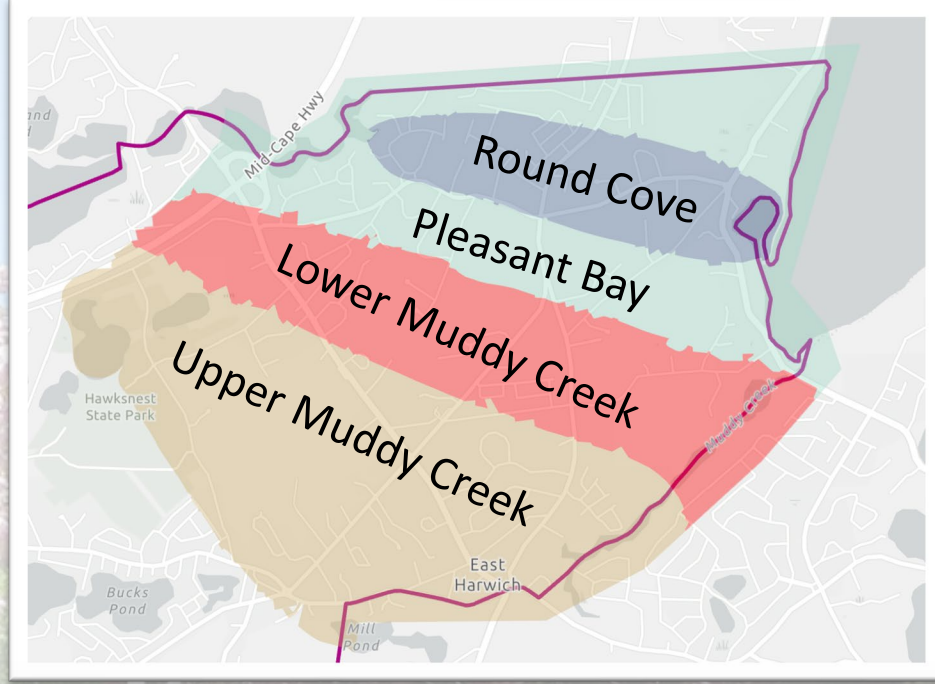 Mid-Cape Hwy
Round Cove
Pleasant Bay
Lower Muddy Creek
Muddy Creek
Upper Muddy Creek
Hawksnest
State Park
East
Harwich
Bucks
Pond
Mill
Pond